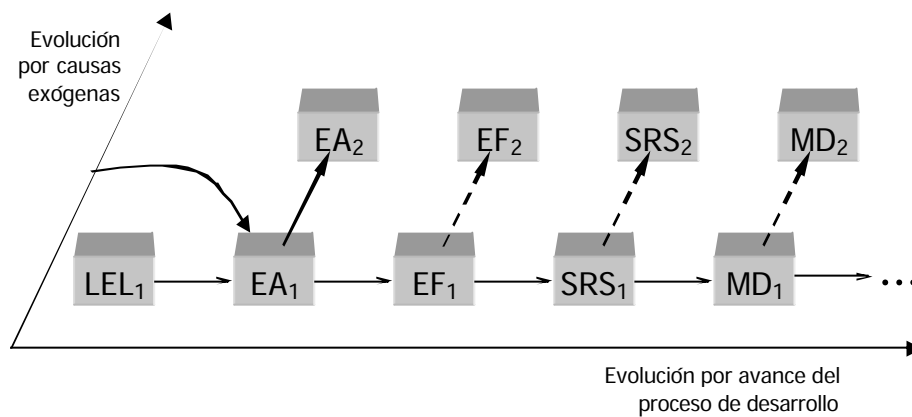 Evolución
por causas
exógenas
EA₂ EF₂ SRS₂ MD₂
LEL₁ EA₁ EF₁ SRS₁ MD₁ ...
Evolución por avance del
proceso de desarrollo